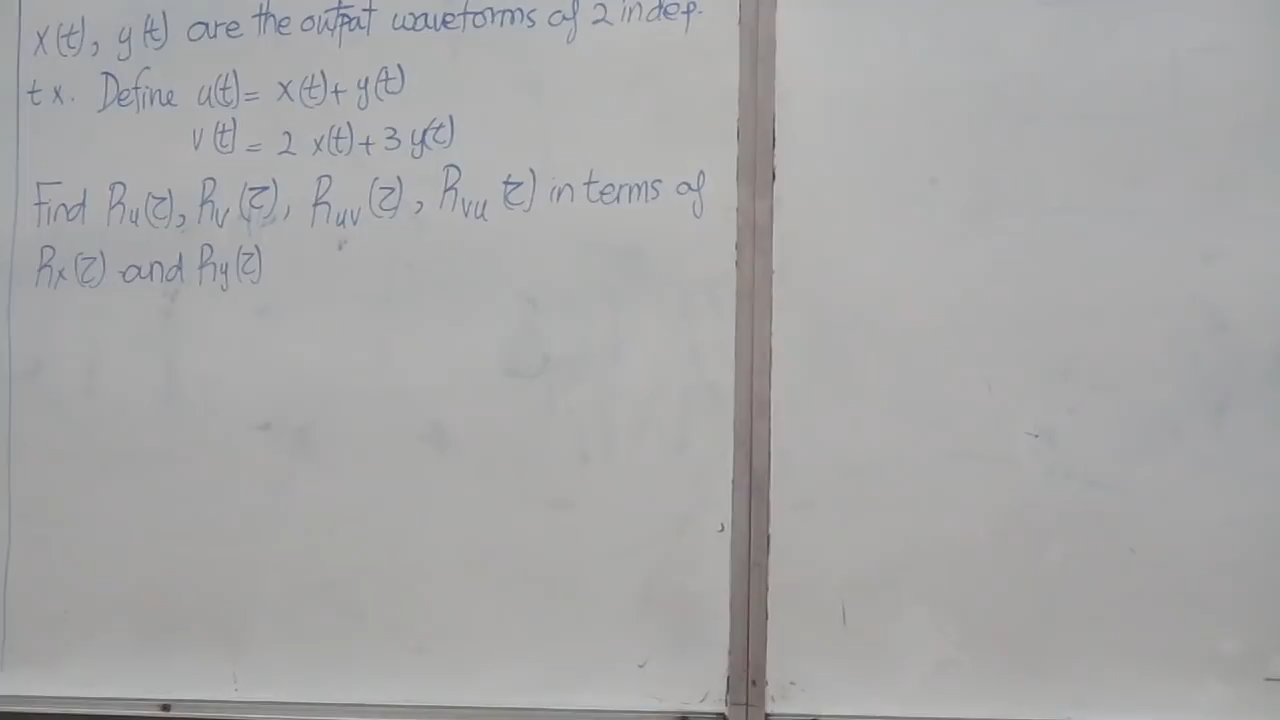 x(t), y(t) are the output waveforms of 2 indep.
tx. Define u(t) = x(t) + y(t)
v(t) = 2 x(t) + 3 y(t)
Find Ru(τ), Rv(τ), Ruv(τ), Rvu(τ) in terms of
Rx(τ) and Ry(τ)